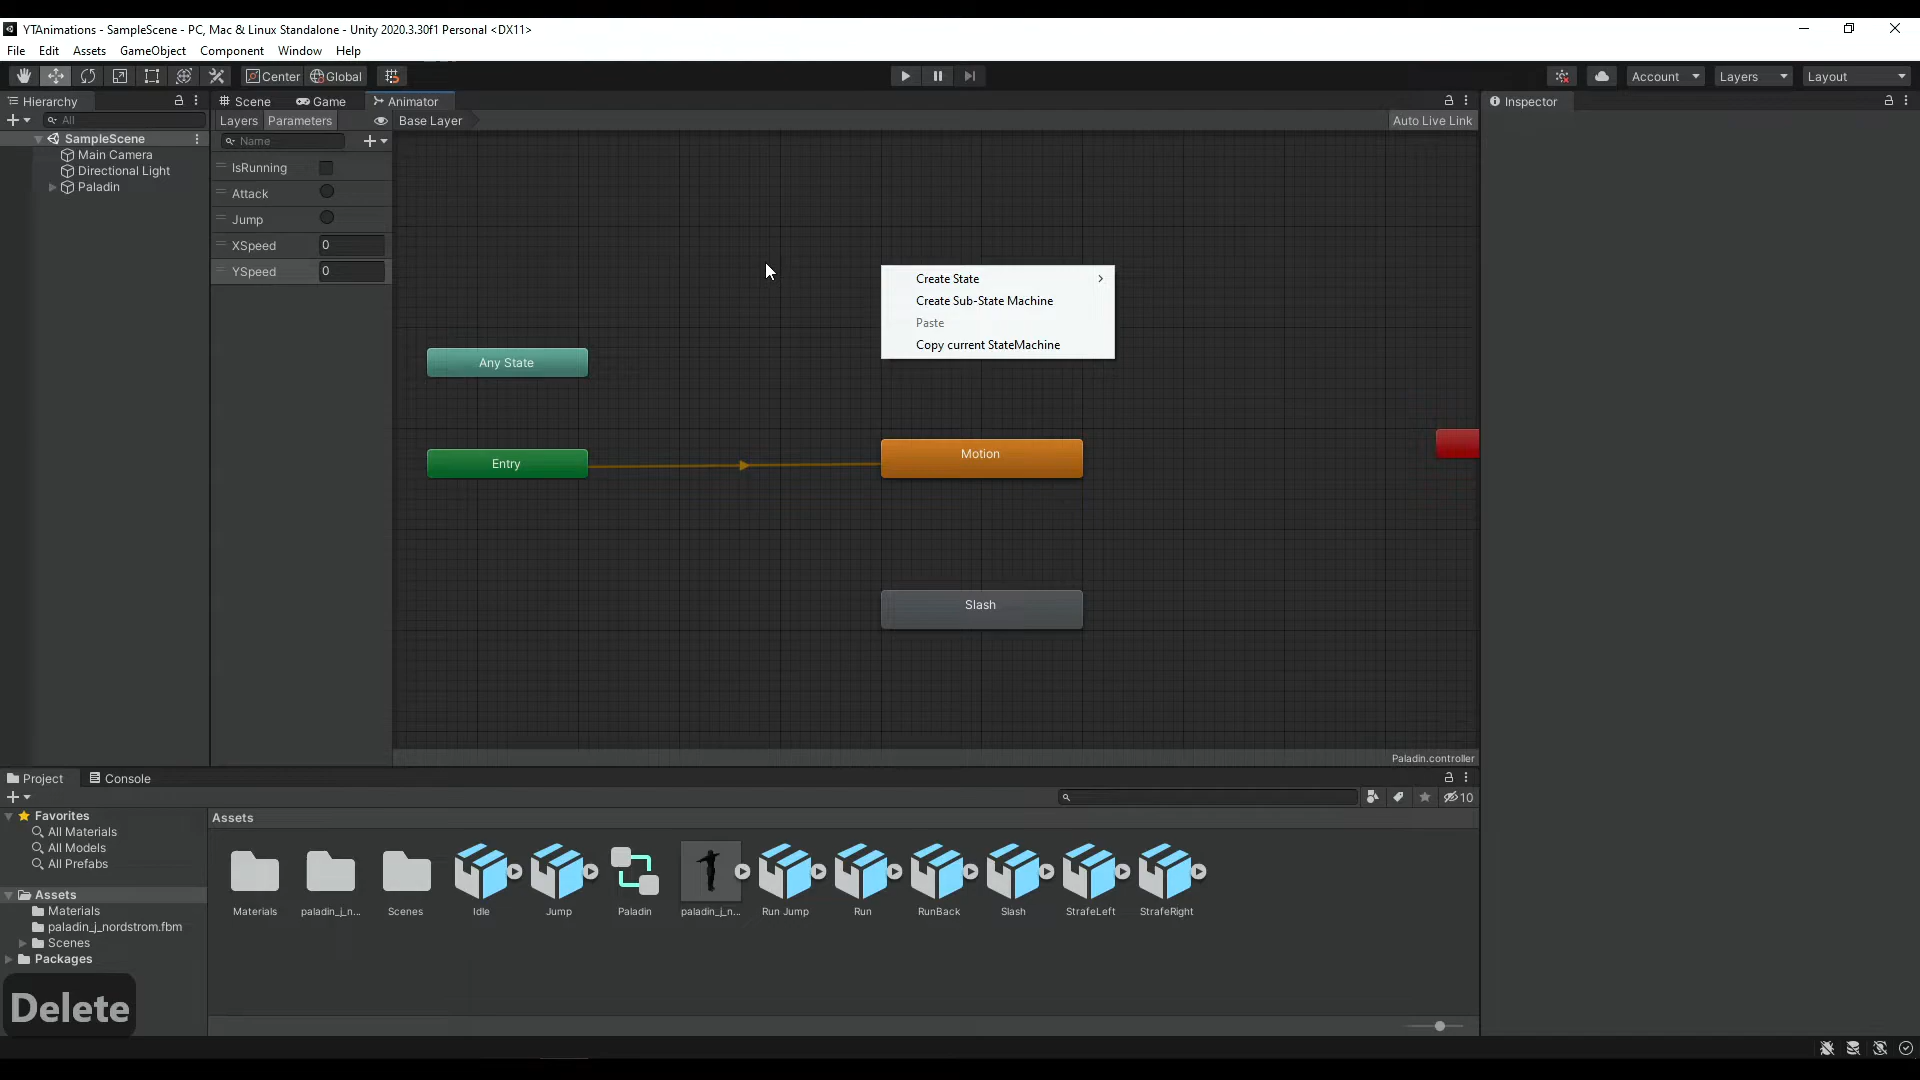 YTAnimations - SampleScene - PC, Mac & Linux Standalone - Unity 2020.3.30f1 Personal <DX11>
File Edit Assets GameObject Component Window Help
Center Global Account Layers Layout
Hierarchy Scene Game Animator Inspector
All Layers Parameters Base Layer Auto Live Link
SampleScene Name
Main Camera
Directional Light
Paladin
IsRunning
Attack
Jump
XSpeed 0
YSpeed 0
Create State
Create Sub-State Machine
Paste
Copy current StateMachine
Any State
Entry
Motion
Slash
Paladin.controller
Project Console
10
Favorites
All Materials
All Models
All Prefabs
Assets
Materials
paladin_j_nordstrom.fbm
Scenes
Packages
Assets
Materials paladin_j_n... Scenes Idle Jump Paladin paladin_j_n... Run Jump Run RunBack Slash StrafeLeft StrafeRight
Delete